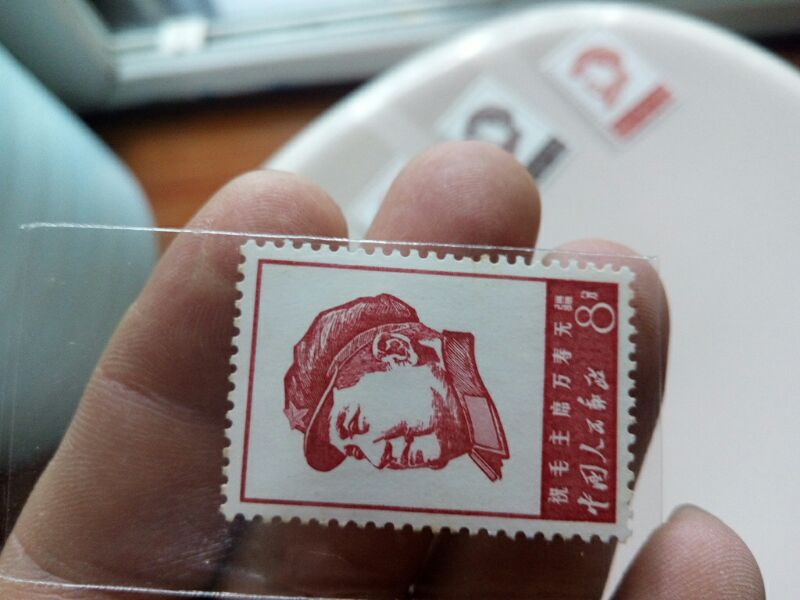 祝毛主席万寿无疆
中国人民邮政
8分